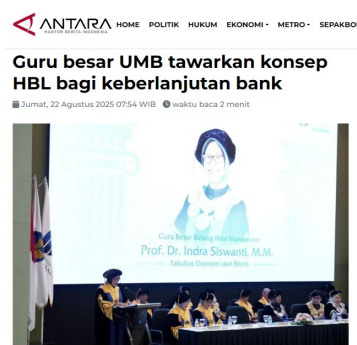 ANTARA
KANTOR BERITA INDONESIA
HOME POLITIK HUKUM EKONOMI METRO SEPAKBO
Guru besar UMB tawarkan konsep
HBL bagi keberlanjutan bank
Jumat, 22 Agustus 2025 07:54 WIB waktu baca 2 menit
Guru Besar Bidang Ilmu Manajemen
Prof. Dr. Indra Siswanti, M.M.
Fakultas Ekonomi dan Bisnis